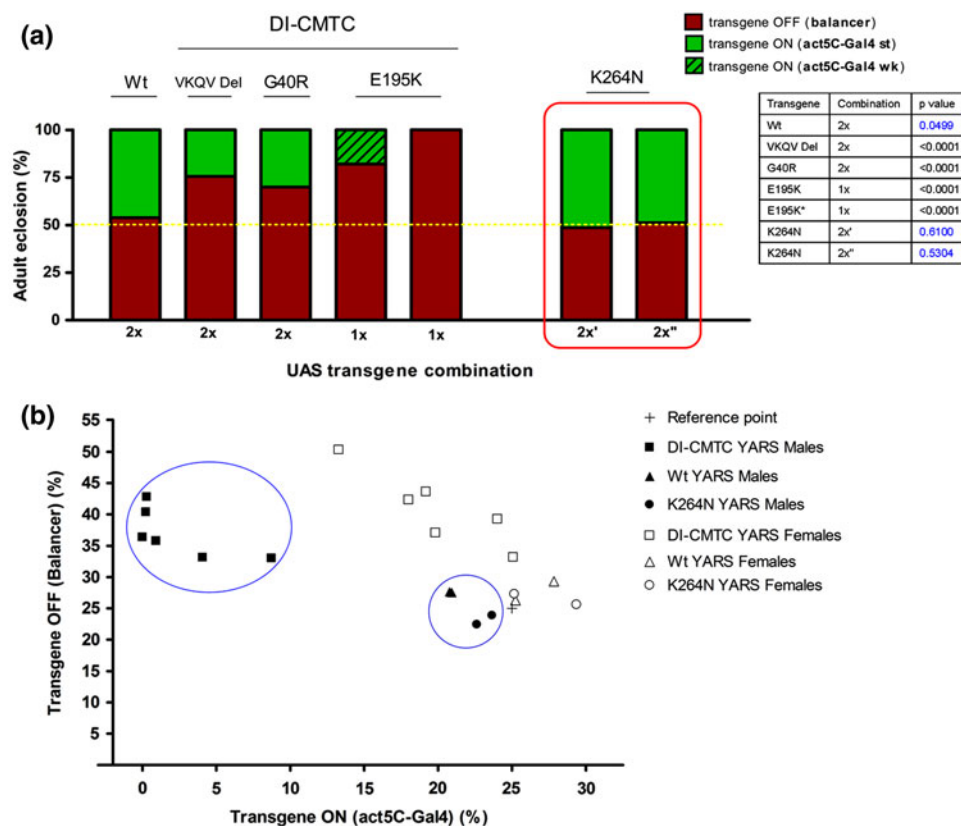 (a)
DI-CMTC
transgene OFF (balancer)
transgene ON (act5C-Gal4 st)
transgene ON (act5C-Gal4 wk)
Wt
VKQV Del
G40R
E195K
K264N
Transgene Combination p value
Wt 2x 0.0499
VKQV Del 2x <0.0001
G40R 2x <0.0001
E195K 1x <0.0001
E195K* 1x <0.0001
K264N 2x' 0.6100
K264N 2x" 0.5304
Adult eclosion (%)
100
75
50
25
0
2x 2x 2x 1x 1x 2x' 2x"
UAS transgene combination
(b)
Transgene OFF (Balancer) (%)
55
50
45
40
35
30
25
20
15
10
5
0 5 10 15 20 25 30
Transgene ON (act5C-Gal4) (%)
Reference point
DI-CMTC YARS Males
Wt YARS Males
K264N YARS Males
DI-CMTC YARS Females
Wt YARS Females
K264N YARS Females